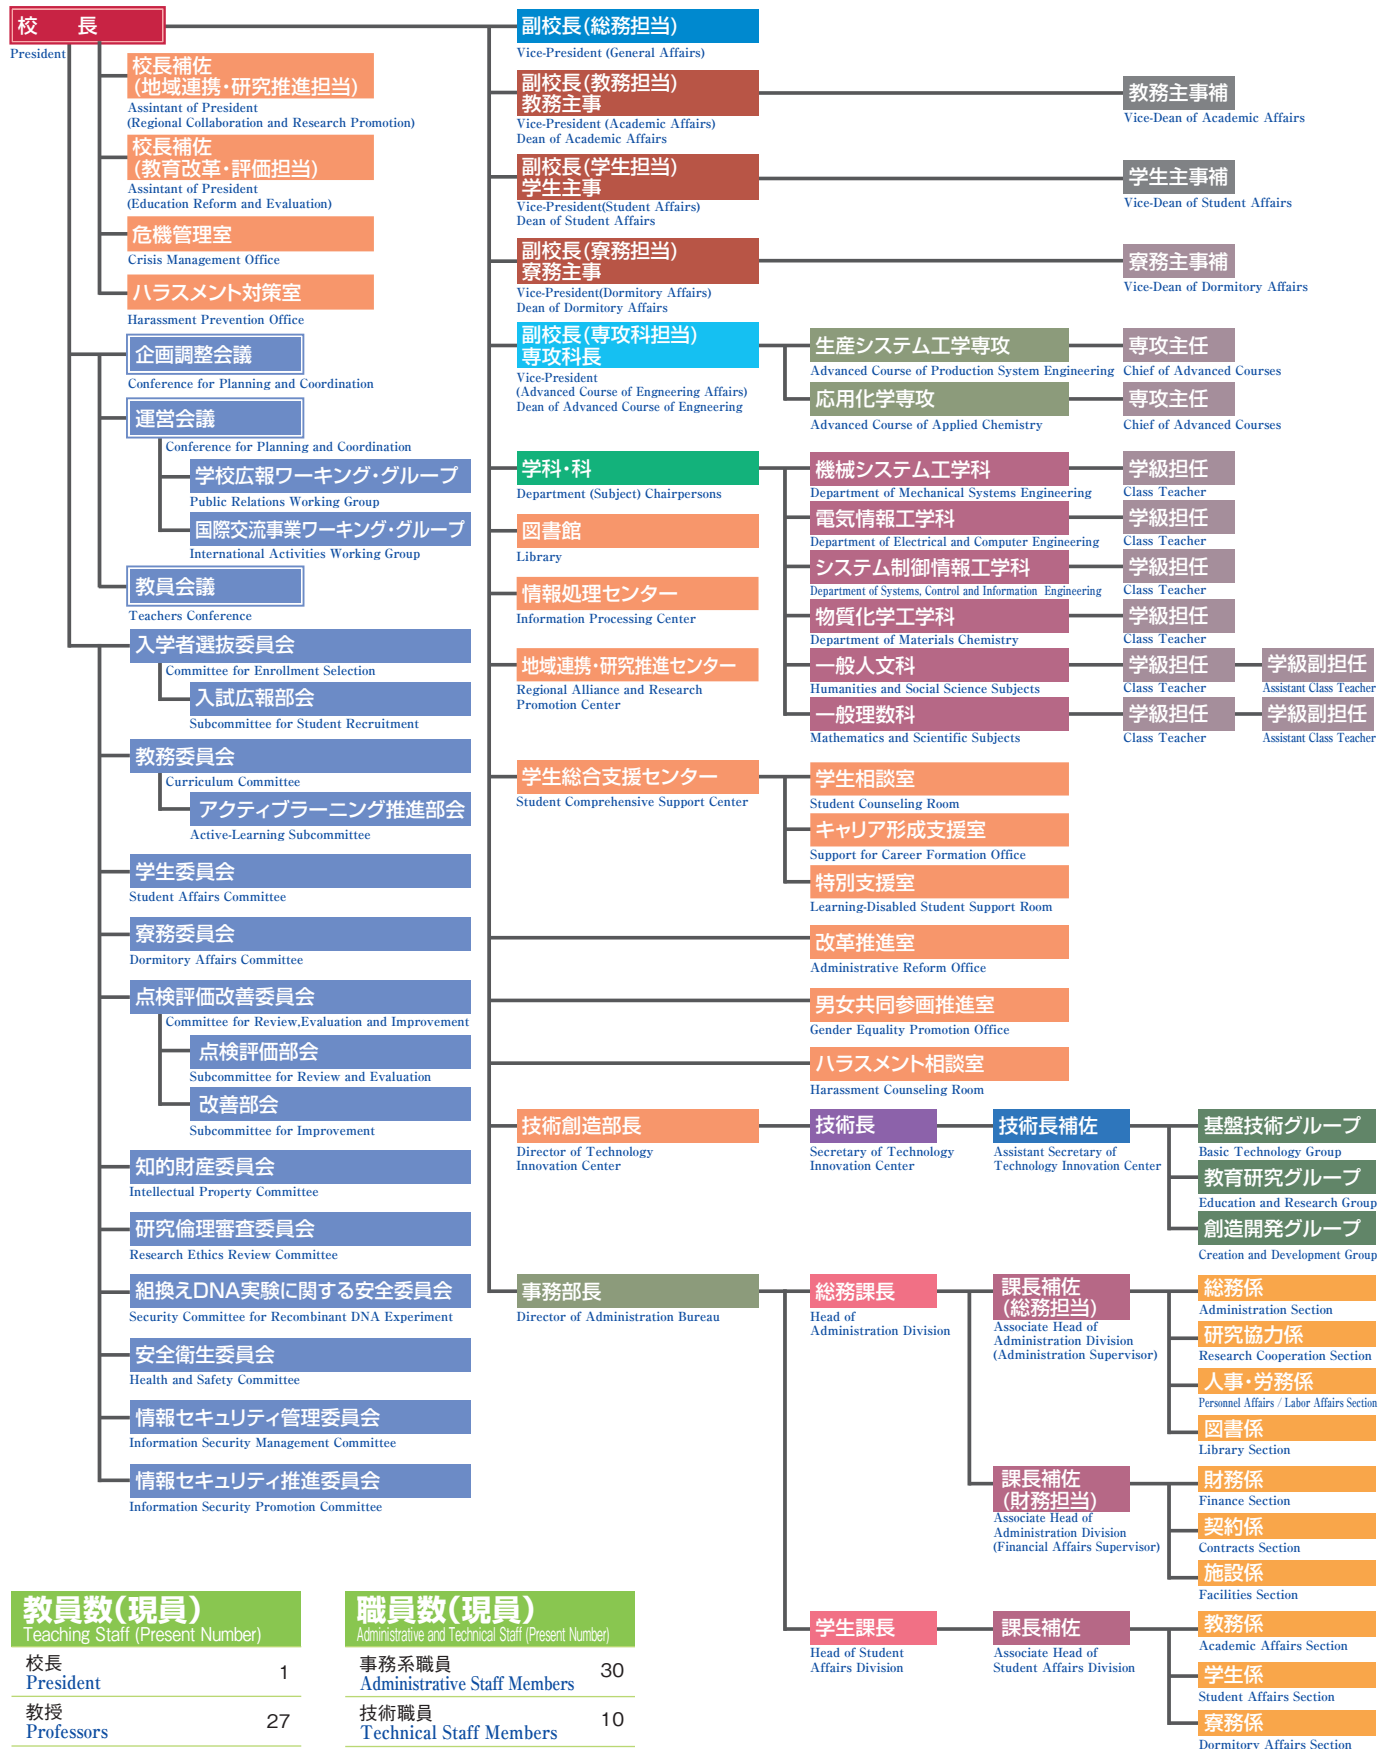 校長
President
校長補佐
(地域連携・研究推進担当)
Assintant of President
(Regional Collaboration and Research Promotion)
校長補佐
(教育改革・評価担当)
Assintant of President
(Education Reform and Evaluation)
危機管理室
Crisis Management Office
ハラスメント対策室
Harassment Prevention Office
企画調整会議
Conference for Planning and Coordination
運営会議
Conference for Planning and Coordination
学校広報ワーキング・グループ
Public Relations Working Group
国際交流事業ワーキング・グループ
International Activities Working Group
教員会議
Teachers Conference
入学者選抜委員会
Committee for Enrollment Selection
入試広報部会
Subcommittee for Student Recruitment
教務委員会
Curriculum Committee
アクティブラーニング推進部会
Active-Learning Subcommittee
学生委員会
Student Affairs Committee
寮務委員会
Dormitory Affairs Committee
点検評価改善委員会
Committee for Review,Evaluation and Improvement
点検評価部会
Subcommittee for Review and Evaluation
改善部会
Subcommittee for Improvement
知的財産委員会
Intellectual Property Committee
研究倫理審査委員会
Research Ethics Review Committee
組換えDNA実験に関する安全委員会
Security Committee for Recombinant DNA Experiment
安全衛生委員会
Health and Safety Committee
情報セキュリティ管理委員会
Information Security Management Committee
情報セキュリティ推進委員会
Information Security Promotion Committee
副校長(総務担当)
Vice-President (General Affairs)
副校長(教務担当)
教務主事
Vice-President (Academic Affairs)
Dean of Academic Affairs
教務主事補
Vice-Dean of Academic Affairs
副校長(学生担当)
学生主事
Vice-President(Student Affairs)
Dean of Student Affairs
学生主事補
Vice-Dean of Student Affairs
副校長(寮務担当)
寮務主事
Vice-President(Dormitory Affairs)
Dean of Dormitory Affairs
寮務主事補
Vice-Dean of Dormitory Affairs
副校長(専攻科担当)
専攻科長
Vice-President
(Advanced Course of Engneering Affairs)
Dean of Advanced Course of Engneering
生産システム工学専攻
Advanced Course of Production System Engineering
専攻主任
Chief of Advanced Courses
応用化学専攻
Advanced Course of Applied Chemistry
専攻主任
Chief of Advanced Courses
学科・科
Department (Subject) Chairpersons
機械システム工学科
Department of Mechanical Systems Engineering
学級担任
Class Teacher
電気情報工学科
Department of Electrical and Computer Engineering
学級担任
Class Teacher
システム制御情報工学科
Department of Systems, Control and Information Engineering
学級担任
Class Teacher
物質化学工学科
Department of Materials Chemistry
学級担任
Class Teacher
一般人文科
Humanities and Social Science Subjects
学級担任
Class Teacher
学級副担任
Assistant Class Teacher
一般理数科
Mathematics and Scientific Subjects
学級担任
Class Teacher
学級副担任
Assistant Class Teacher
図書館
Library
情報処理センター
Information Processing Center
地域連携・研究推進センター
Regional Alliance and Research
Promotion Center
学生総合支援センター
Student Comprehensive Support Center
学生相談室
Student Counseling Room
キャリア形成支援室
Support for Career Formation Office
特別支援室
Learning-Disabled Student Support Room
改革推進室
Administrative Reform Office
男女共同参画推進室
Gender Equality Promotion Office
ハラスメント相談室
Harassment Counseling Room
技術創造部長
Director of Technology
Innovation Center
技術長
Secretary of Technology
Innovation Center
技術長補佐
Assistant Secretary of
Technology Innovation Center
基盤技術グループ
Basic Technology Group
教育研究グループ
Education and Research Group
創造開発グループ
Creation and Development Group
事務部長
Director of Administration Bureau
総務課長
Head of
Administration Division
課長補佐
(総務担当)
Associate Head of
Administration Division
(Administration Supervisor)
総務係
Administration Section
研究協力係
Research Cooperation Section
人事・労務係
Personnel Affairs / Labor Affairs Section
図書係
Library Section
課長補佐
(財務担当)
Associate Head of
Administration Division
(Financial Affairs Supervisor)
財務係
Finance Section
契約係
Contracts Section
施設係
Facilities Section
学生課長
Head of Student
Affairs Division
課長補佐
Associate Head of
Student Affairs Division
教務係
Academic Affairs Section
学生係
Student Affairs Section
寮務係
Dormitory Affairs Section
教員数(現員)
Teaching Staff (Present Number)
校長 1
President
教授 27
Professors
職員数(現員)
Administrative and Technical Staff (Present Number)
事務系職員 30
Administrative Staff Members
技術職員 10
Technical Staff Members